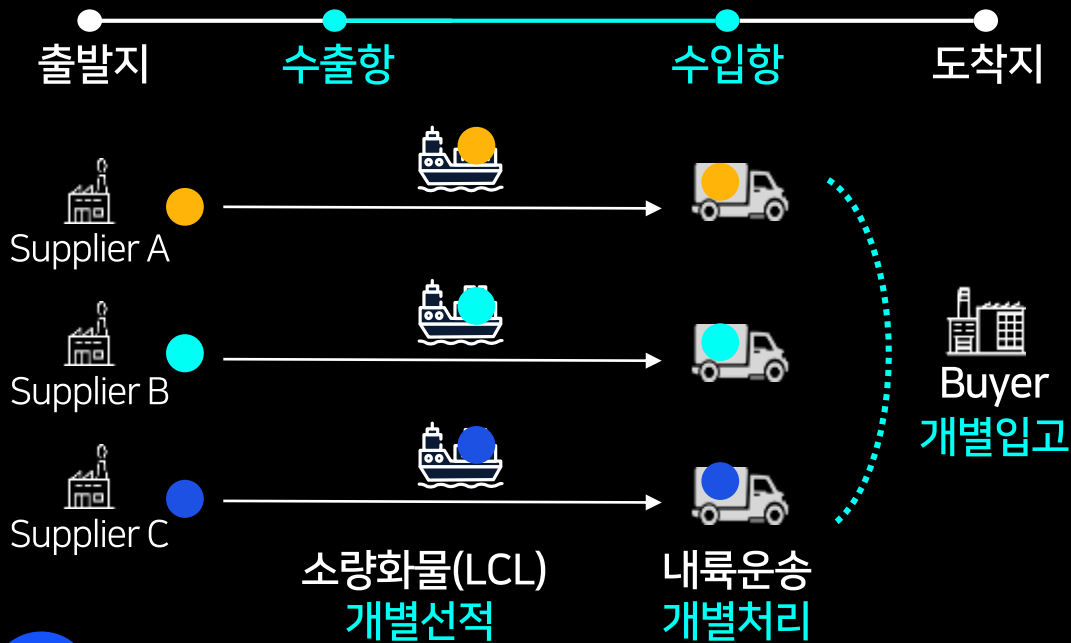 출발지
수출항
수입항
도착지
Supplier A
Supplier B
Supplier C
Buyer
개별입고
소량화물(LCL)
개별선적
내륙운송
개별처리